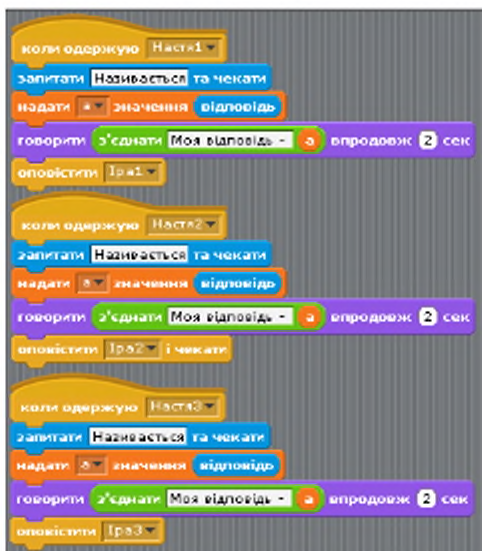 коли одержую Настя1
запитати Називається та чекати
надати а значення відповідь
говорити з'єднати Моя відповідь - а впродовж 2 сек
оповістити Іра1
коли одержую Настя2
запитати Називається та чекати
надати а значення відповідь
говорити з'єднати Моя відповідь - а впродовж 2 сек
оповістити Іра2 і чекати
коли одержую Настя3
запитати Називається та чекати
надати а значення відповідь
говорити з'єднати Моя відповідь - а впродовж 2 сек
оповістити Іра3